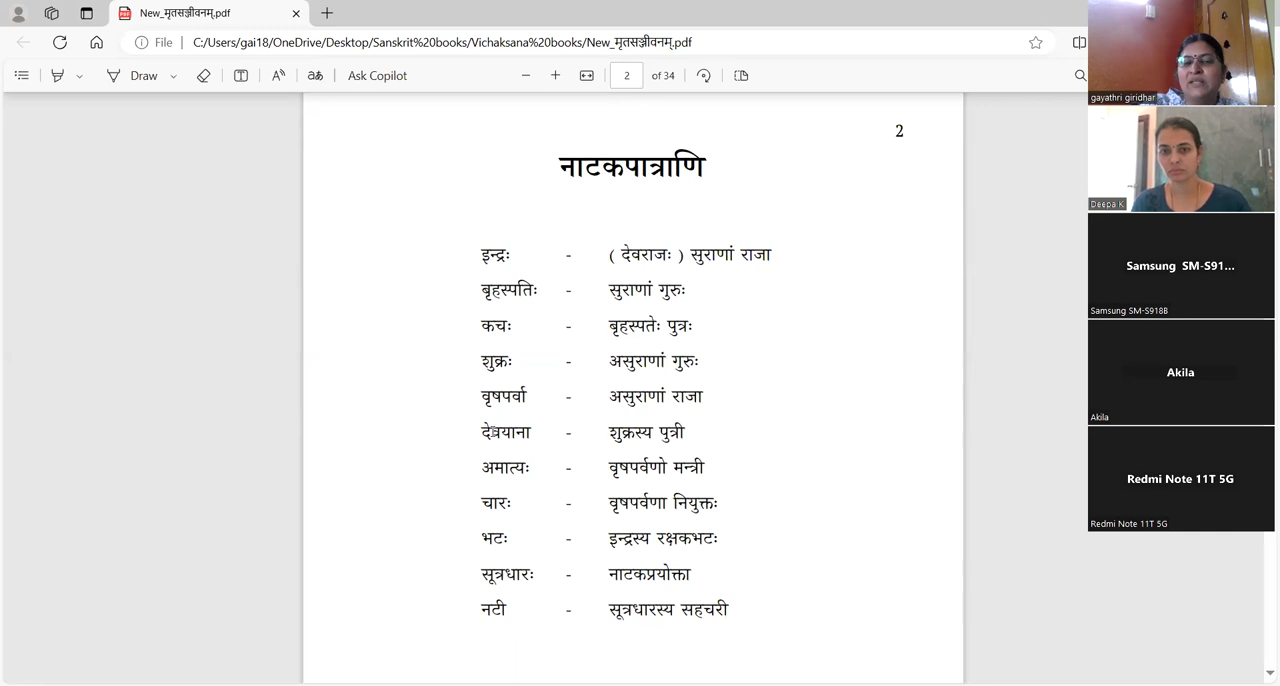 New_मृतसञ्जीवनम्.pdf
File
C:/Users/gai18/OneDrive/Desktop/Sanskrit%20books/Vichaksana%20books/New_मृतसञ्जीवनम्.pdf
Draw
Ask Copilot
2 of 34
2
नाटकपात्राणि
इन्द्रः - ( देवराजः ) सुराणां राजा
बृहस्पतिः - सुराणां गुरुः
कचः - बृहस्पतेः पुत्रः
शुक्रः - असुराणां गुरुः
वृषपर्वा - असुराणां राजा
देवयाना - शुक्रस्य पुत्री
अमात्यः - वृषपर्वणो मन्त्री
चारः - वृषपर्वणा नियुक्तः
भटः - इन्द्रस्य रक्षकभटः
सूत्रधारः - नाटकप्रयोक्ता
नटी - सूत्रधारस्य सहचरी
gayathri giridhar
Deepa K
Samsung SM-S91...
Samsung SM-S918B
Akila
Akila
Redmi Note 11T 5G
Redmi Note 11T 5G